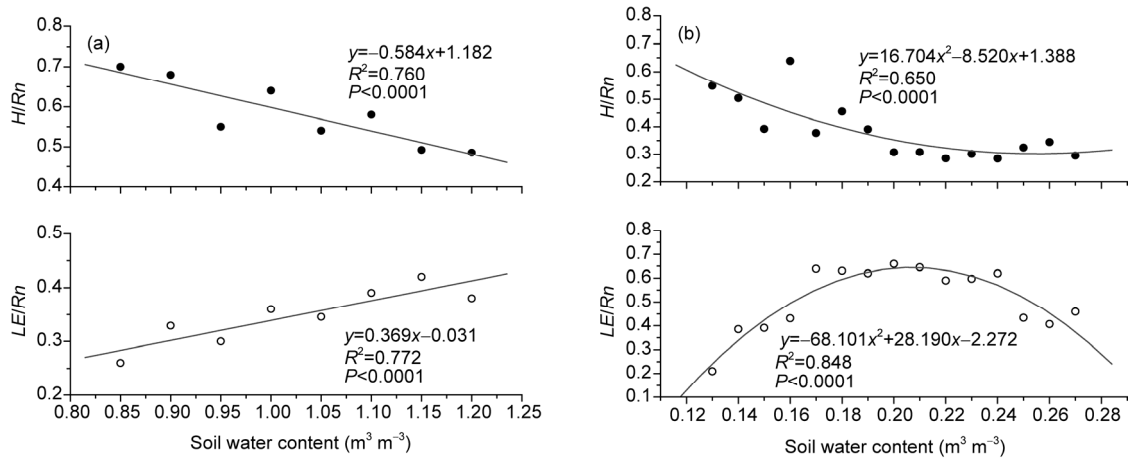 (a)
y=−0.584x+1.182
R²=0.760
P<0.0001
H/Rn
0.8
0.7
0.6
0.5
0.4
y=0.369x−0.031
R²=0.772
P<0.0001
LE/Rn
0.5
0.4
0.3
0.2
0.80 0.85 0.90 0.95 1.00 1.05 1.10 1.15 1.20 1.25
Soil water content (m³ m⁻³)
(b)
y=16.704x²−8.520x+1.388
R²=0.650
P<0.0001
H/Rn
0.8
0.7
0.6
0.5
0.4
0.3
0.2
y=−68.101x²+28.190x−2.272
R²=0.848
P<0.0001
LE/Rn
0.8
0.7
0.6
0.5
0.4
0.3
0.2
0.1
0.12 0.14 0.16 0.18 0.20 0.22 0.24 0.26 0.28
Soil water content (m³ m⁻³)